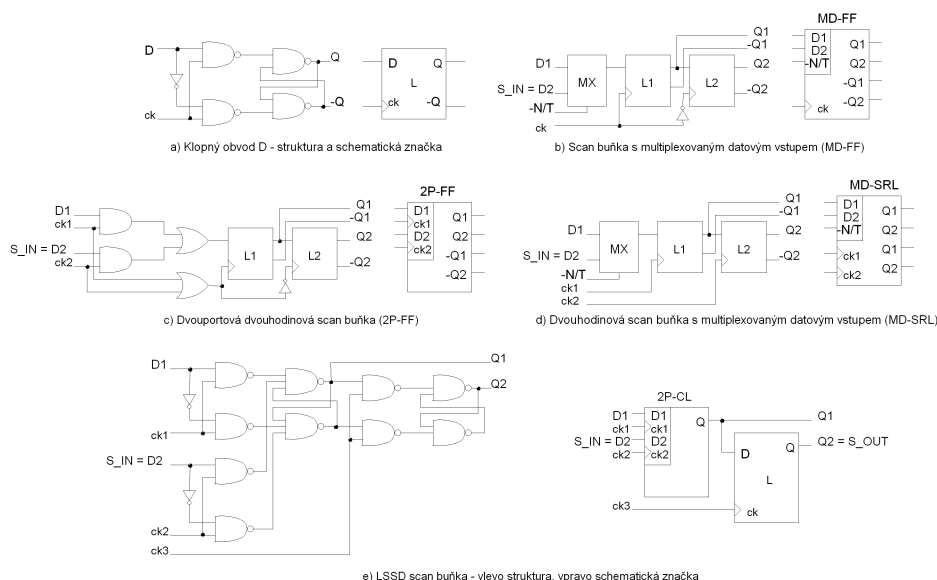 D
ck
Q
-Q
D
Q
L
ck
-Q
a) Klopný obvod D - struktura a schematická značka
D1
S_IN = D2
-N/T
ck
MX
L1
L2
Q1
-Q1
Q2
-Q2
MD-FF
D1
D2
-N/T
ck
Q1
Q2
-Q1
-Q2
b) Scan buňka s multiplexovaným datovým vstupem (MD-FF)
D1
ck1
S_IN = D2
ck2
L1
L2
Q1
-Q1
Q2
-Q2
2P-FF
D1
ck1
D2
ck2
Q1
Q2
-Q1
-Q2
c) Dvouportová dvouhodinová scan buňka (2P-FF)
D1
S_IN = D2
-N/T
ck1
ck2
MX
L1
L2
Q1
-Q1
Q2
-Q2
MD-SRL
D1
D2
-N/T
ck1
ck2
Q1
Q2
Q1
Q2
d) Dvouhodinová scan buňka s multiplexovaným datovým vstupem (MD-SRL)
D1
ck1
S_IN = D2
ck2
ck3
Q1
Q2
2P-CL
D1
ck1
S_IN = D2
ck2
D1
ck1
D2
ck2
Q
Q1
Q2 = S_OUT
D
Q
L
ck3
ck
e) LSSD scan buňka - vlevo struktura, vpravo schematická značka